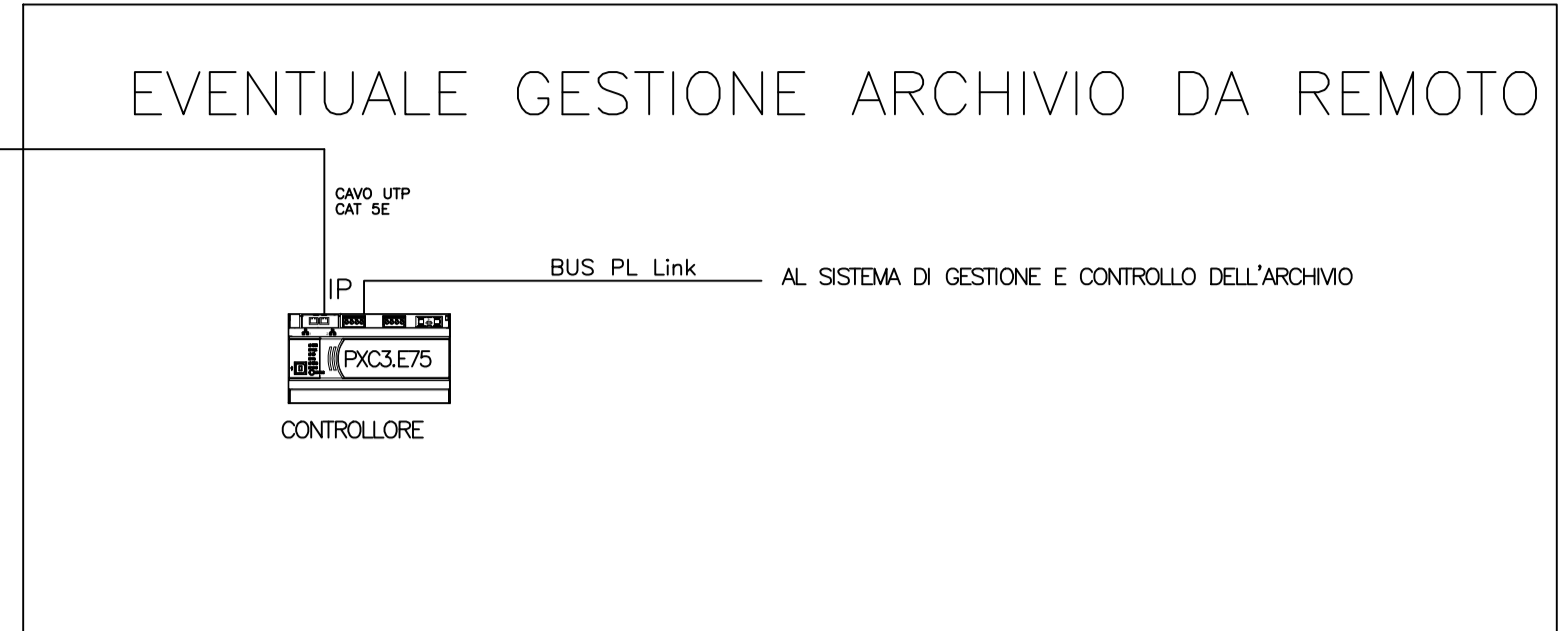 EVENTUALE GESTIONE ARCHIVIO DA REMOTO
CAVO UTP
CAT 5E
BUS PL Link
AL SISTEMA DI GESTIONE E CONTROLLO DELL'ARCHIVIO
IP
PXC3.E75
CONTROLLORE